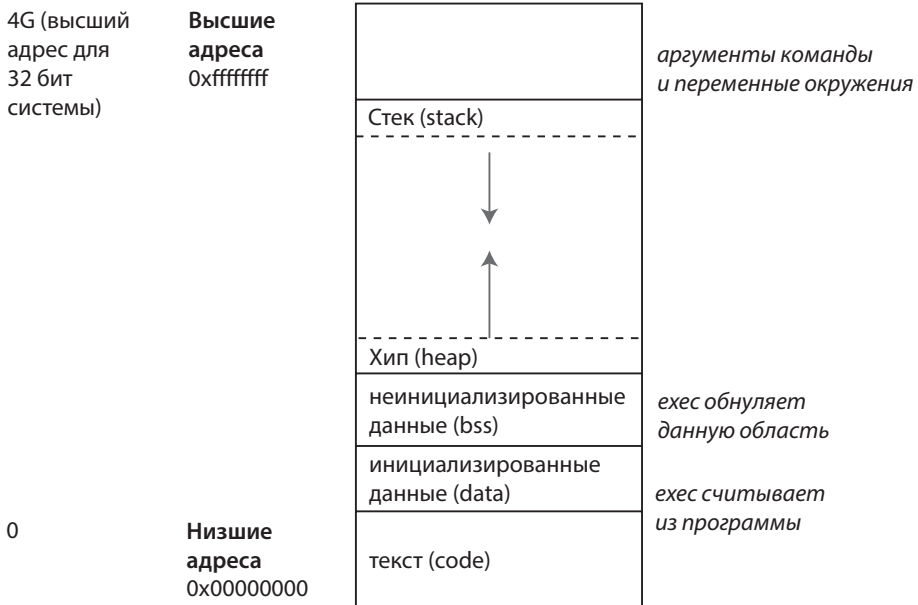 4G (высший
адрес для
32 бит
системы)
Высшие
адреса
0xffffffff
аргументы команды
и переменные окружения
Стек (stack)
Хип (heap)
неинициализированные
данные (bss)
exec обнуляет
данную область
инициализированные
данные (data)
exec считывает
из программы
0
Низшие
адреса
0x00000000
текст (code)